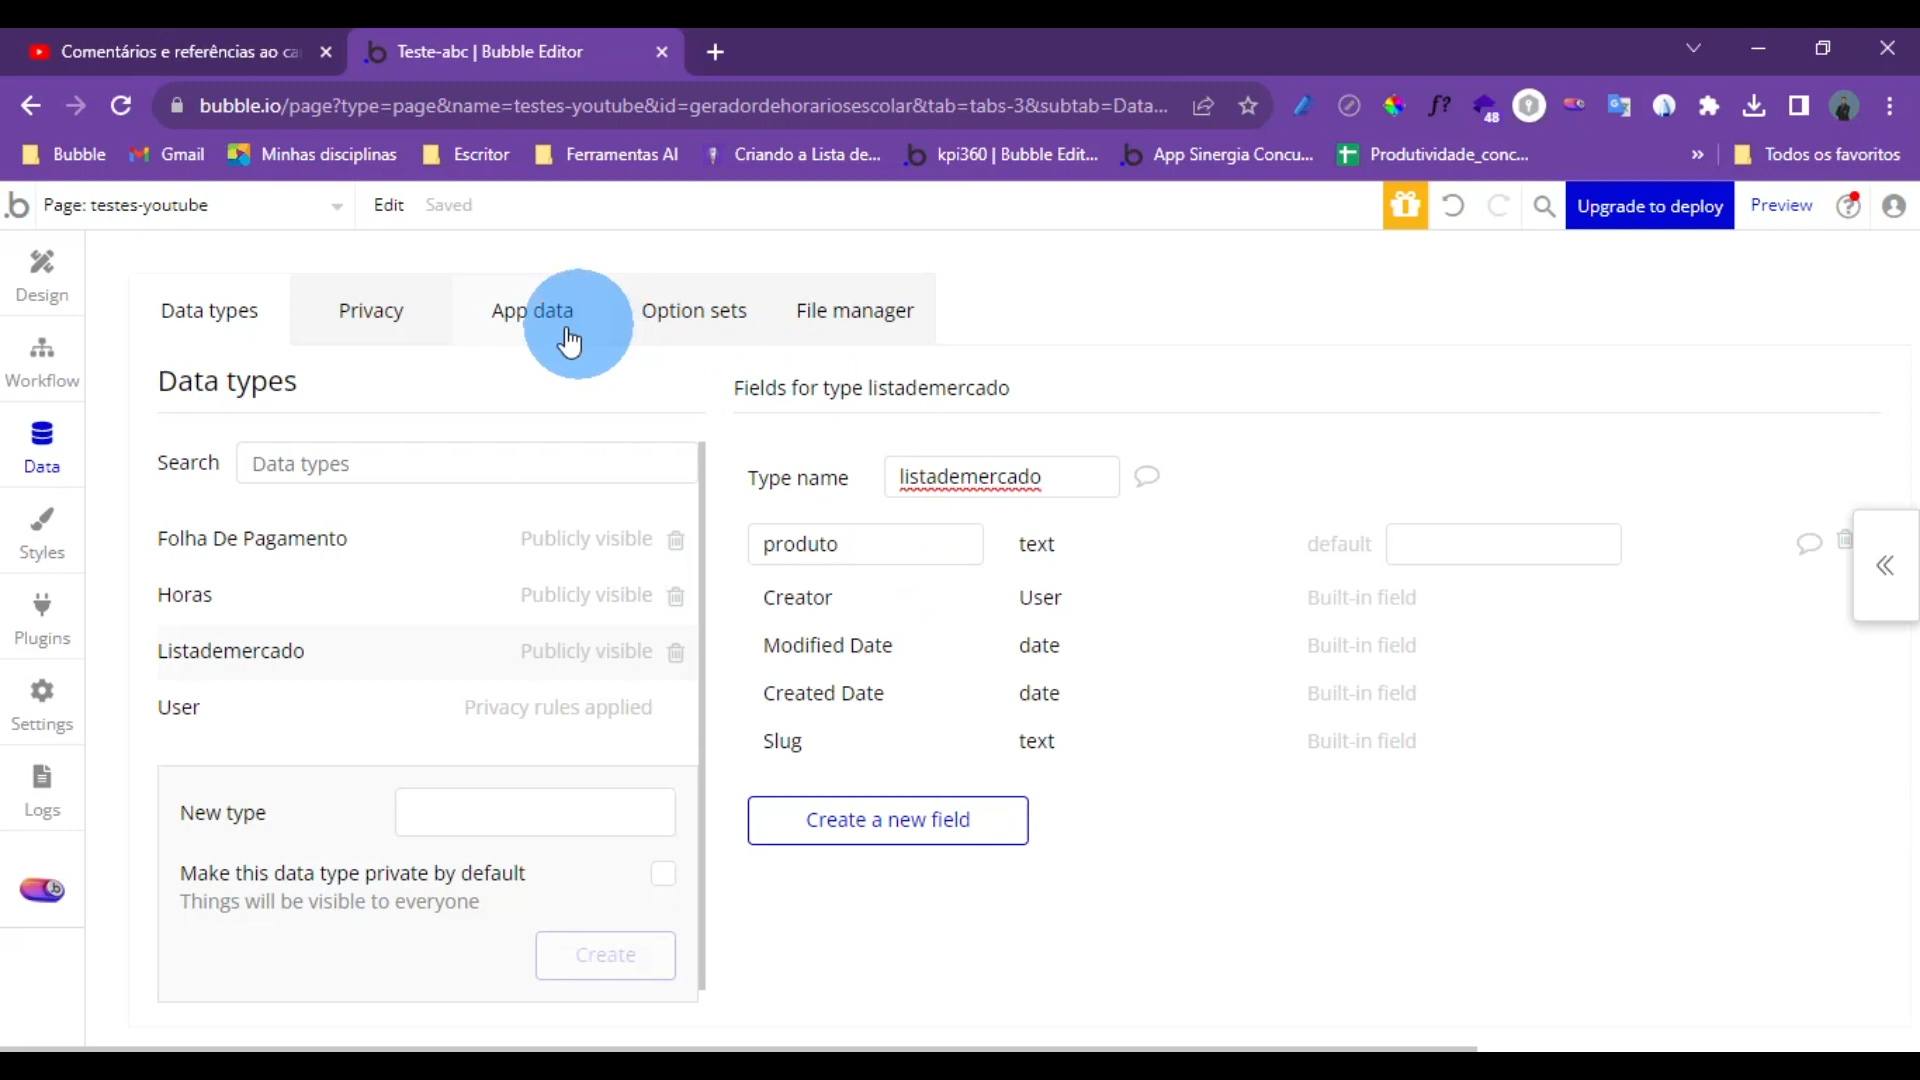 Comentários e referências ao ca
Teste-abc | Bubble Editor
bubble.io/page?type=page&name=testes-youtube&id=geradordehorariosescolar&tab=tabs-3&subtab=Data...
f?
48
Bubble
Gmail
Minhas disciplinas
Escritor
Ferramentas AI
Criando a Lista de...
kpi360 | Bubble Edit...
App Sinergia Concu...
Produtividade_conc...
»
Todos os favoritos
Page: testes-youtube
Edit
Saved
Upgrade to deploy
Preview
Design
Workflow
Data
Styles
Plugins
Settings
Logs
Data types
Privacy
App data
Option sets
File manager
Data types
Search
Data types
Folha De Pagamento
Publicly visible
Horas
Publicly visible
Listademercado
Publicly visible
User
Privacy rules applied
New type
Make this data type private by default
Things will be visible to everyone
Create
Fields for type listademercado
Type name
listademercado
produto
text
default
Creator
User
Built-in field
Modified Date
date
Built-in field
Created Date
date
Built-in field
Slug
text
Built-in field
Create a new field